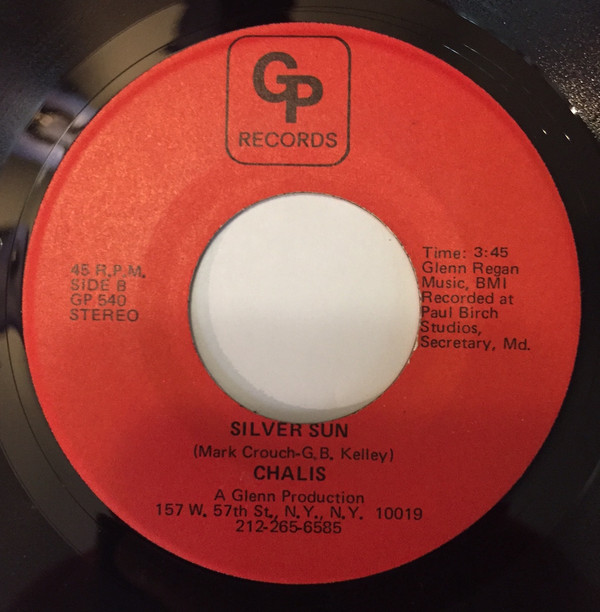 GP
RECORDS
45 R.P.M.
SIDE B
GP 540
STEREO
Time: 3:45
Glenn Regan
Music, BMI
Recorded at
Paul Birch
Studios,
Secretary, Md.
SILVER SUN
(Mark Crouch-G.B. Kelley)
CHALIS
A Glenn Production
157 W. 57th St., N.Y., N.Y. 10019
212-265-6585